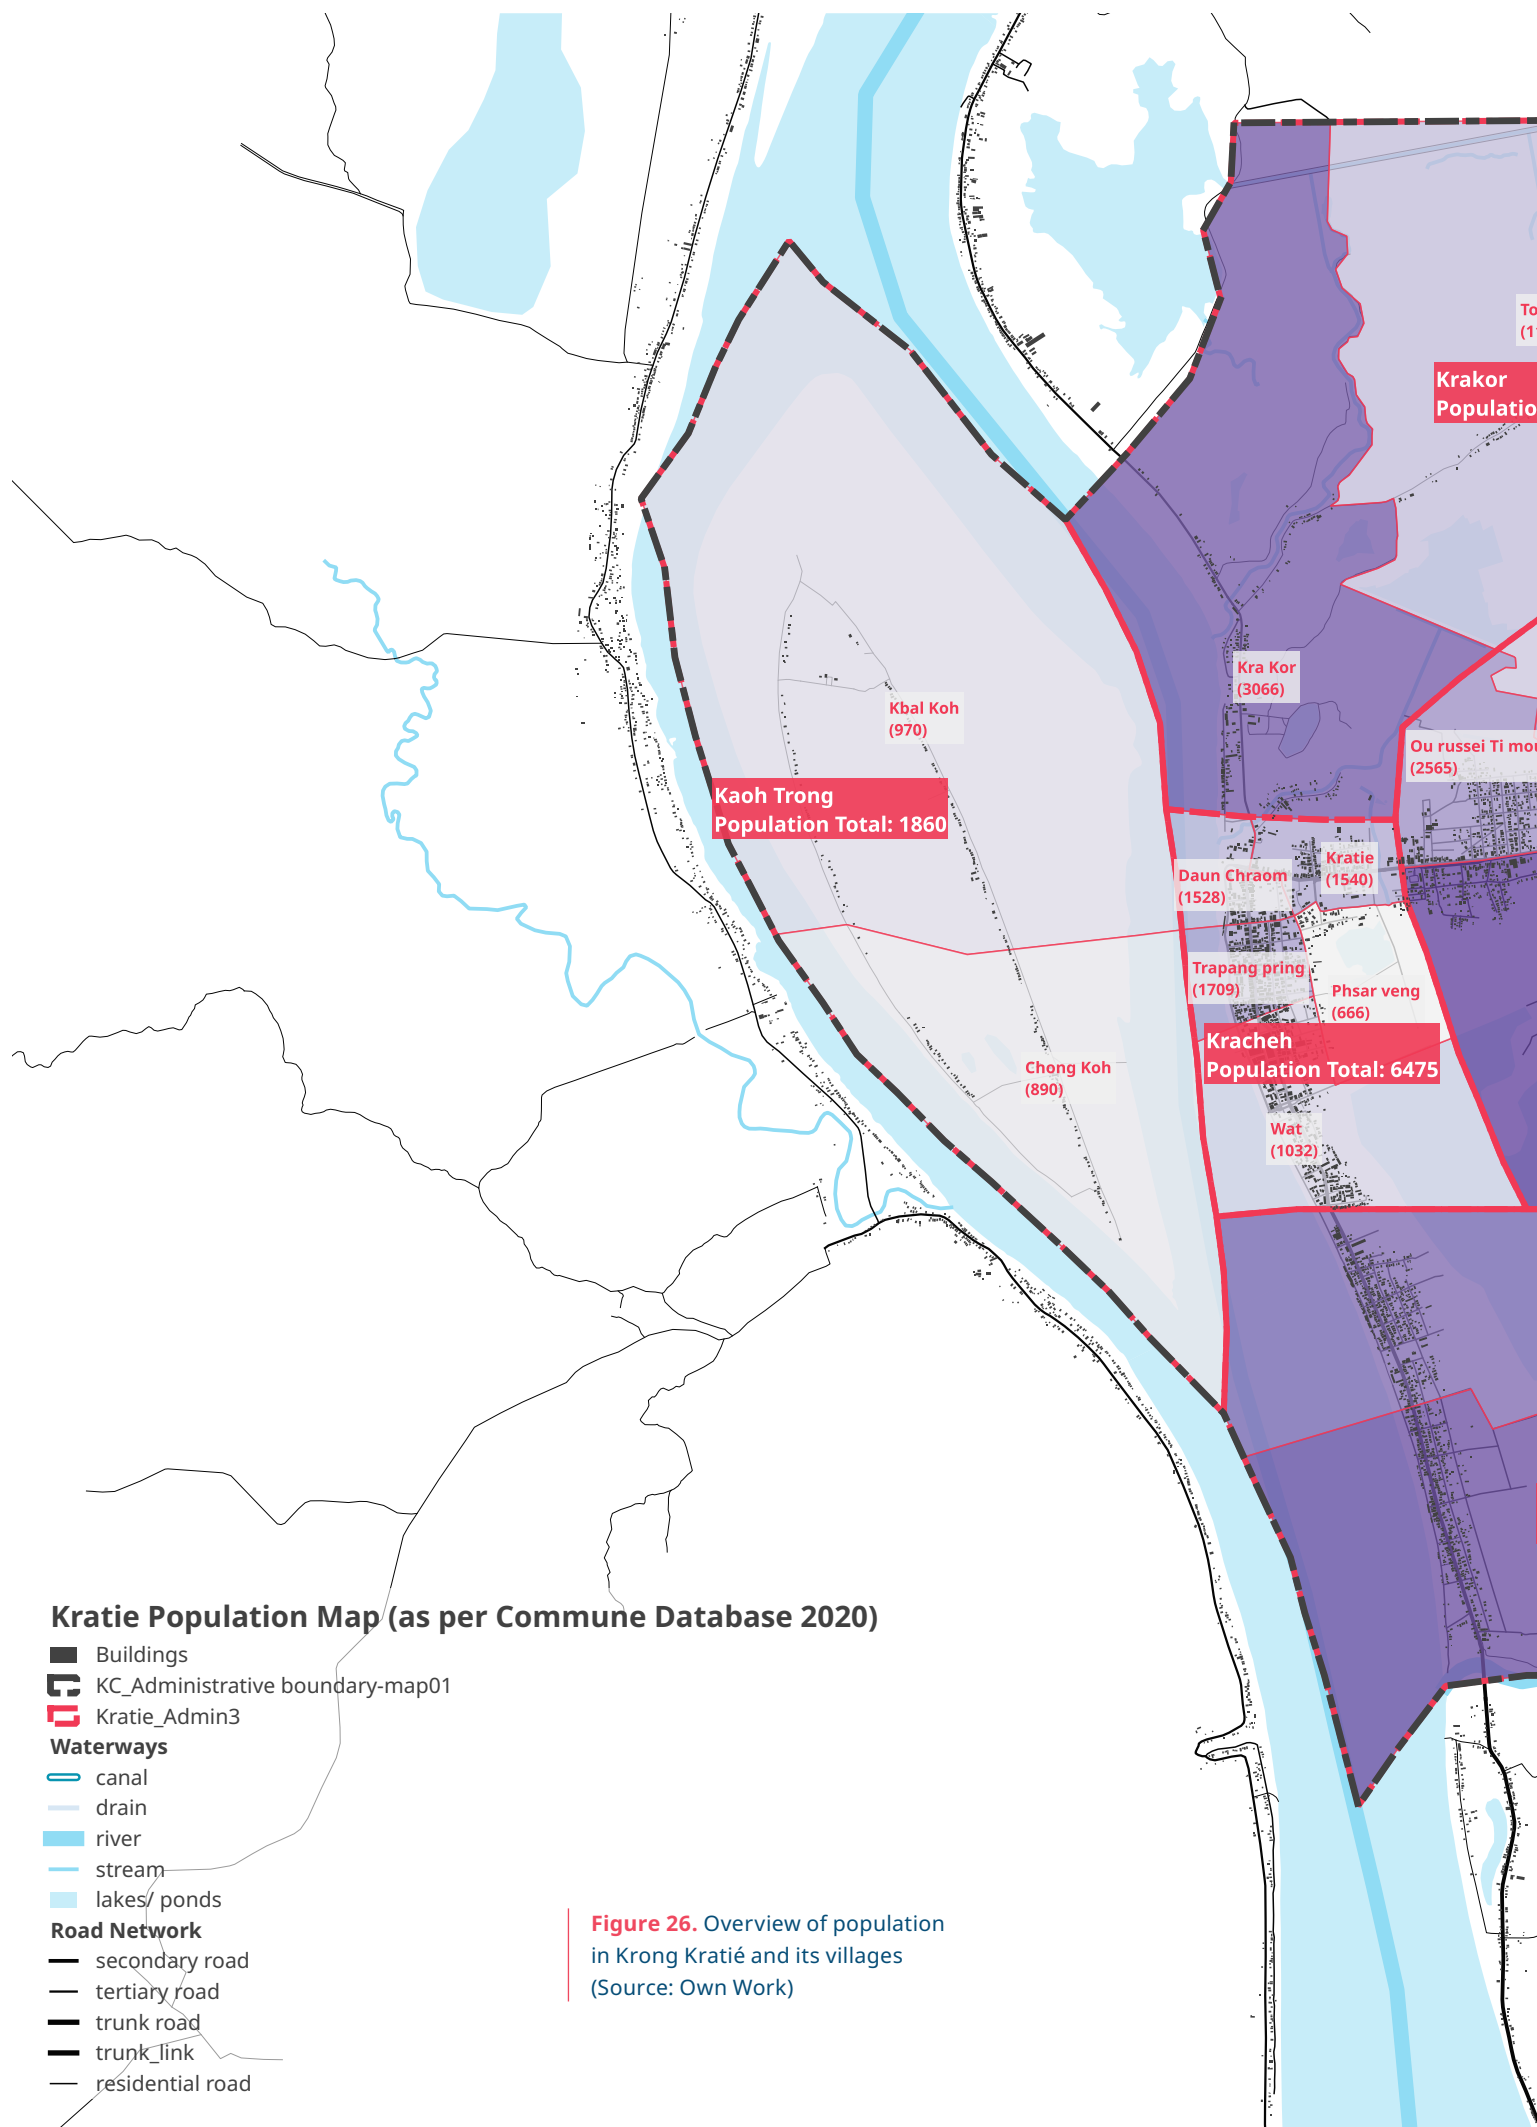 To
Krakor
Populatio
Kra Kor
(3066)
Kbal Koh
(970)
Ou russei Ti mou
(2565)
Kaoh Trong
Population Total: 1860
Kratie
(1540)
Daun Chraom
(1528)
Trapang pring
(1709)
Phsar veng
(666)
Kracheh
Population Total: 6475
Chong Koh
(890)
Wat
(1032)
Kratie Population Map (as per Commune Database 2020)
Buildings
KC_Administrative boundary-map01
Kratie_Admin3
Waterways
canal
drain
river
stream
lakes/ ponds
Road Network
secondary road
tertiary road
trunk road
trunk_link
residential road
Figure 26. Overview of population
in Krong Kratié and its villages
(Source: Own Work)